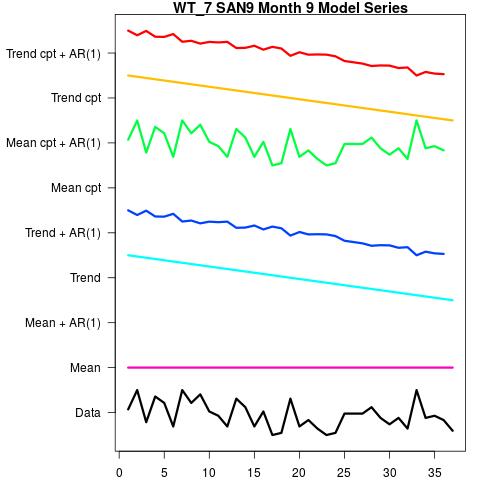 WT_7 SAN9 Month 9 Model Series
Trend cpt + AR(1)
Trend cpt
Mean cpt + AR(1)
Mean cpt
Trend + AR(1)
Trend
Mean + AR(1)
Mean
Data
0 5 10 15 20 25 30 35